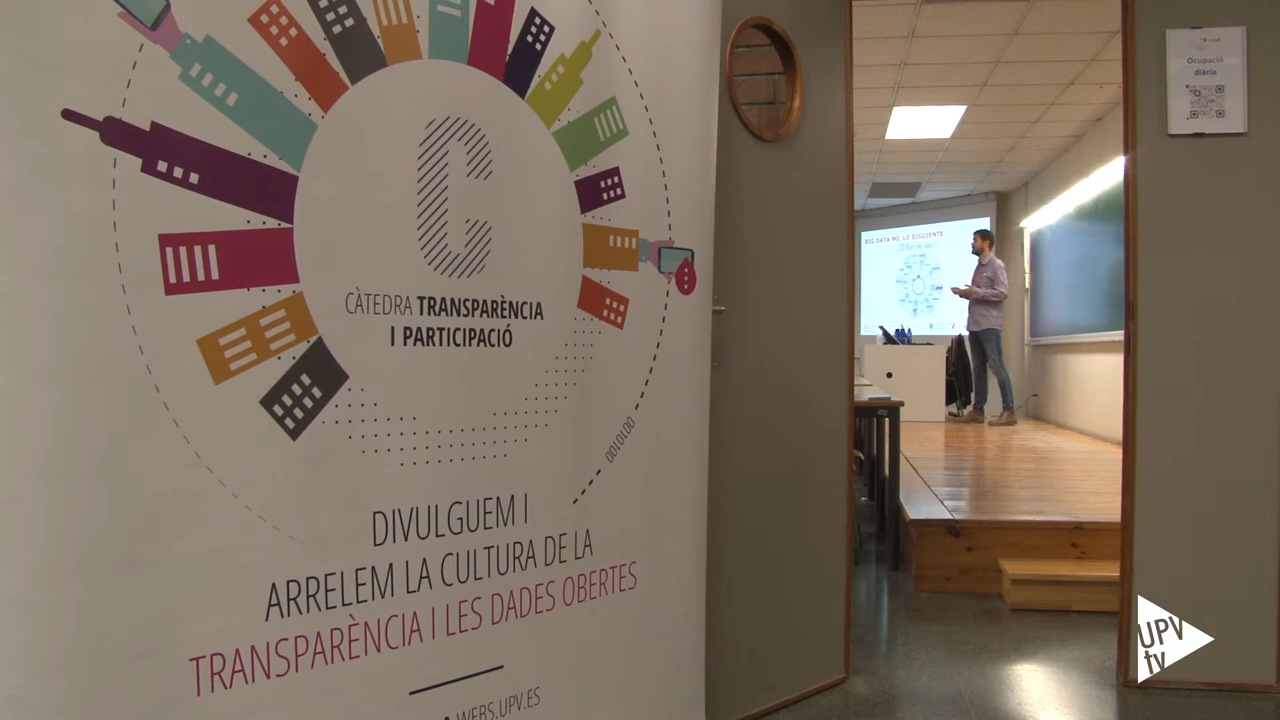 C
CÀTEDRA TRANSPARÈNCIA
I PARTICIPACIÓ
0010100
DIVULGUEM I
ARRELEM LA CULTURA DE LA
TRANSPARÈNCIA I LES DADES OBERTES
WEBS.UPV.ES
BIG DATA NO, LO SIGUIENTE
Ocupació
diària
UPV
tv